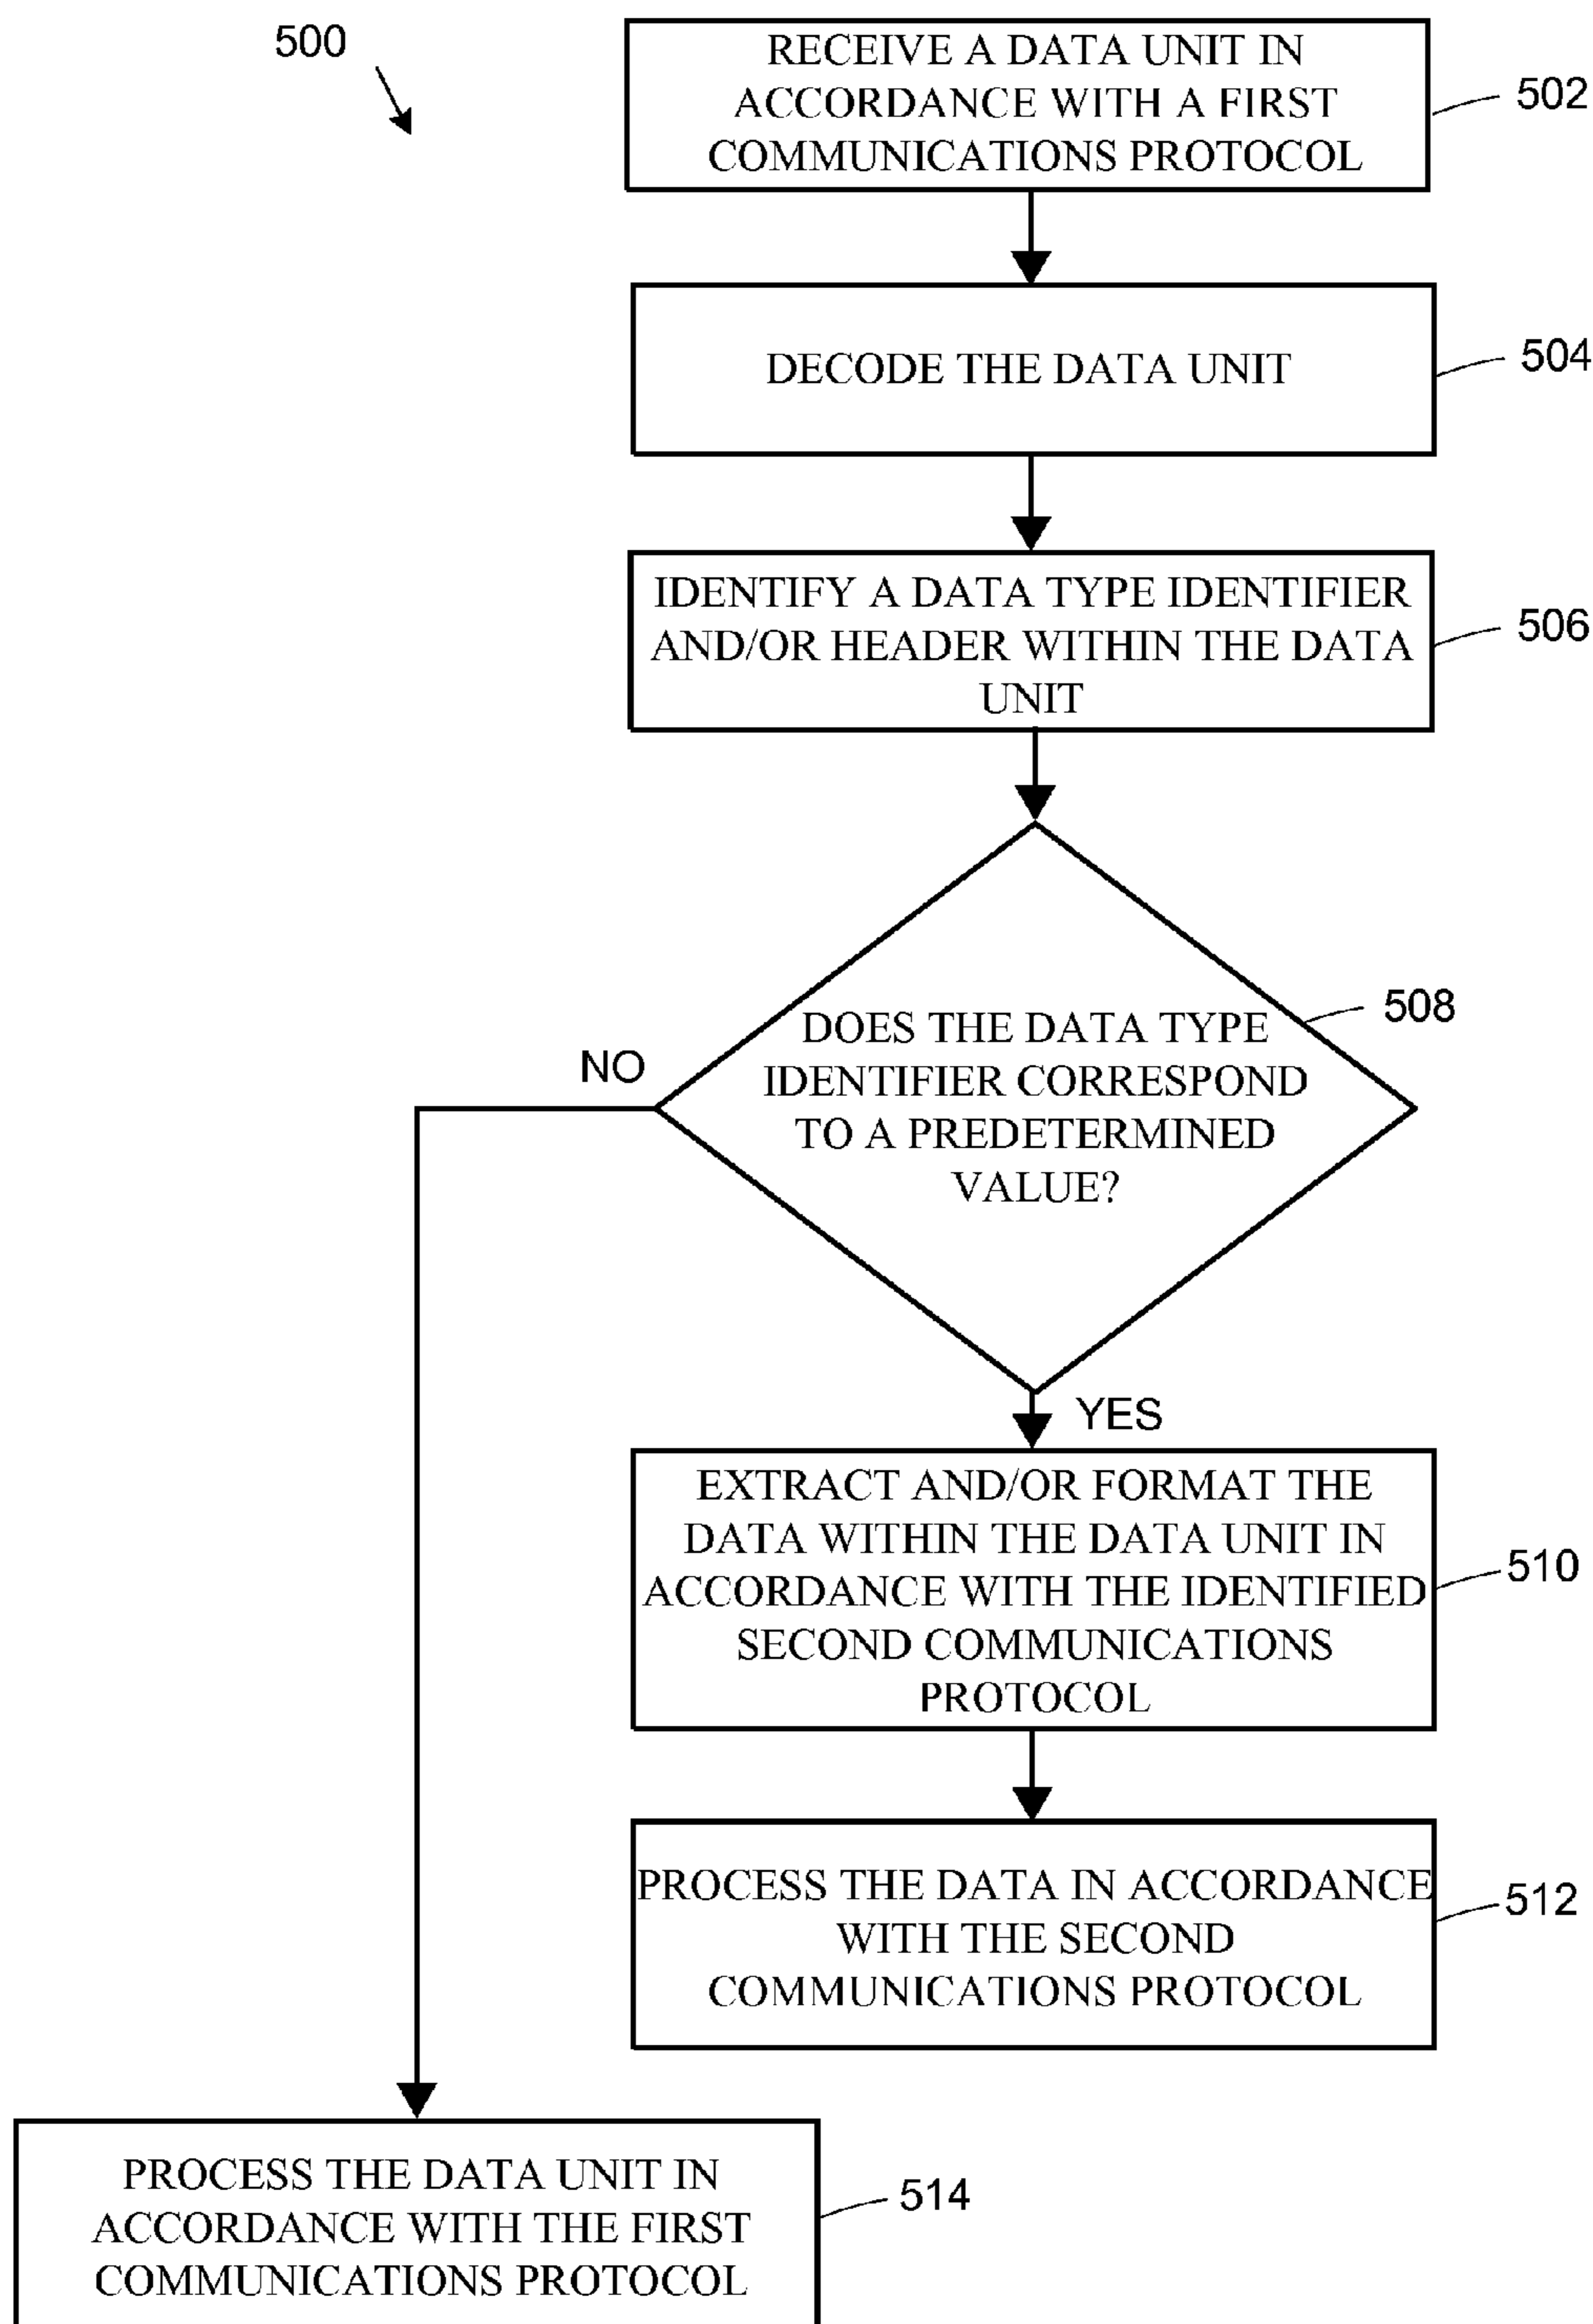 500
RECEIVE A DATA UNIT IN
ACCORDANCE WITH A FIRST
COMMUNICATIONS PROTOCOL
502
DECODE THE DATA UNIT
504
IDENTIFY A DATA TYPE IDENTIFIER
AND/OR HEADER WITHIN THE DATA
UNIT
506
DOES THE DATA TYPE
IDENTIFIER CORRESPOND
TO A PREDETERMINED
VALUE?
508
NO
YES
EXTRACT AND/OR FORMAT THE
DATA WITHIN THE DATA UNIT IN
ACCORDANCE WITH THE IDENTIFIED
SECOND COMMUNICATIONS
PROTOCOL
510
PROCESS THE DATA IN ACCORDANCE
WITH THE SECOND
COMMUNICATIONS PROTOCOL
512
PROCESS THE DATA UNIT IN
ACCORDANCE WITH THE FIRST
COMMUNICATIONS PROTOCOL
514